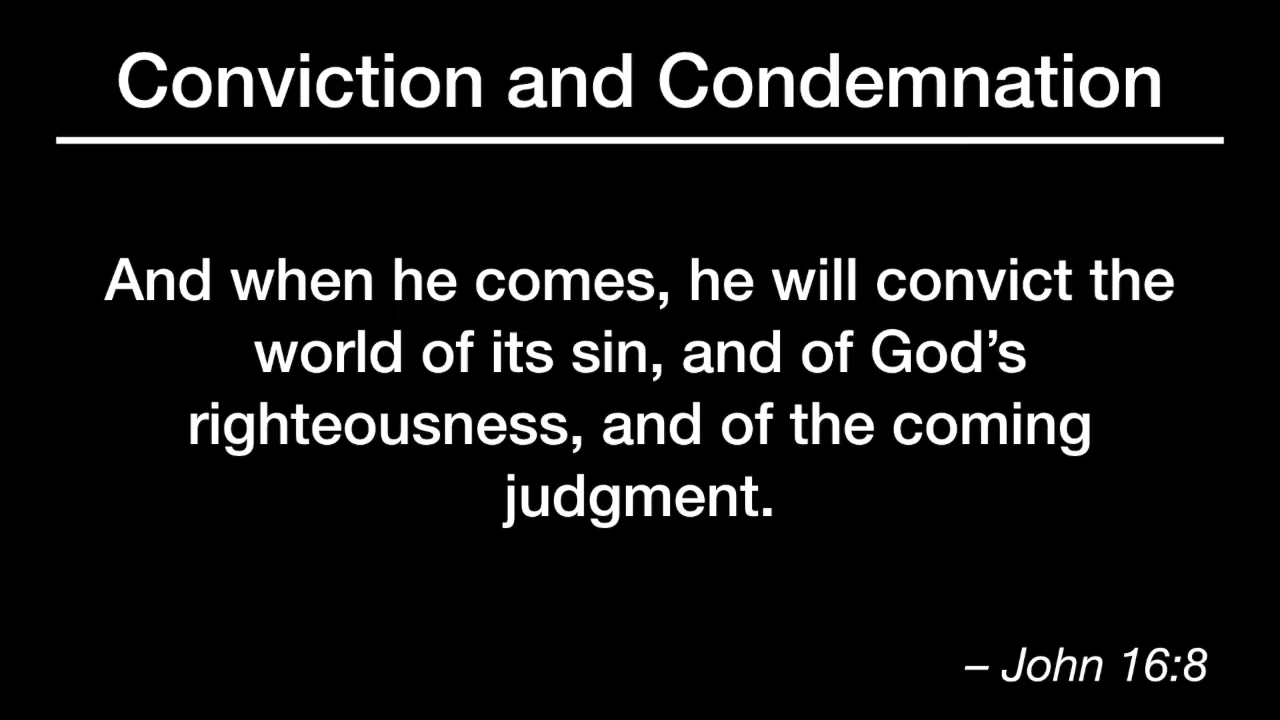 Conviction and Condemnation
And when he comes, he will convict the
world of its sin, and of God’s
righteousness, and of the coming
judgment.
– John 16:8